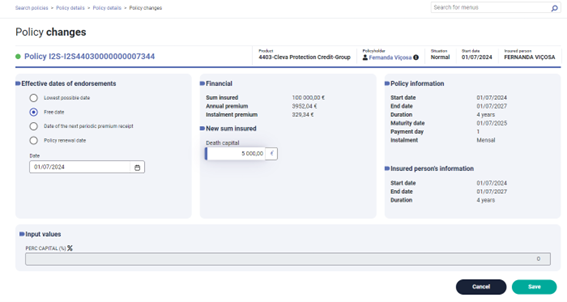 Search policies > Policy details > Policy details > Policy changes
Search for menus
Policy changes
Policy I2S-I2S44030000000007344
Product
4403-Cleva Protection Credit-Group
Policyholder
Fernanda Viçosa
Situation
Normal
Start date
01/07/2024
Insured person
FERNANDA VIÇOSA
Effective dates of endorsements
Lowest possible date
Free date
Date of the next periodic premium receipt
Policy renewal date
Date
01/07/2024
Financial
Sum insured 100 000,00 €
Annual premium 3952,04 €
Instalment premium 329,34 €
New sum insured
Death capital
5 000,00 €
Policy information
Start date 01/07/2024
End date 01/07/2027
Duration 4 years
Maturity date 01/07/2025
Payment day 1
Instalment Mensal
Insured person's information
Start date 01/07/2024
End date 01/07/2027
Duration 4 years
Input values
PERC CAPITAL (%)
0
Cancel
Save